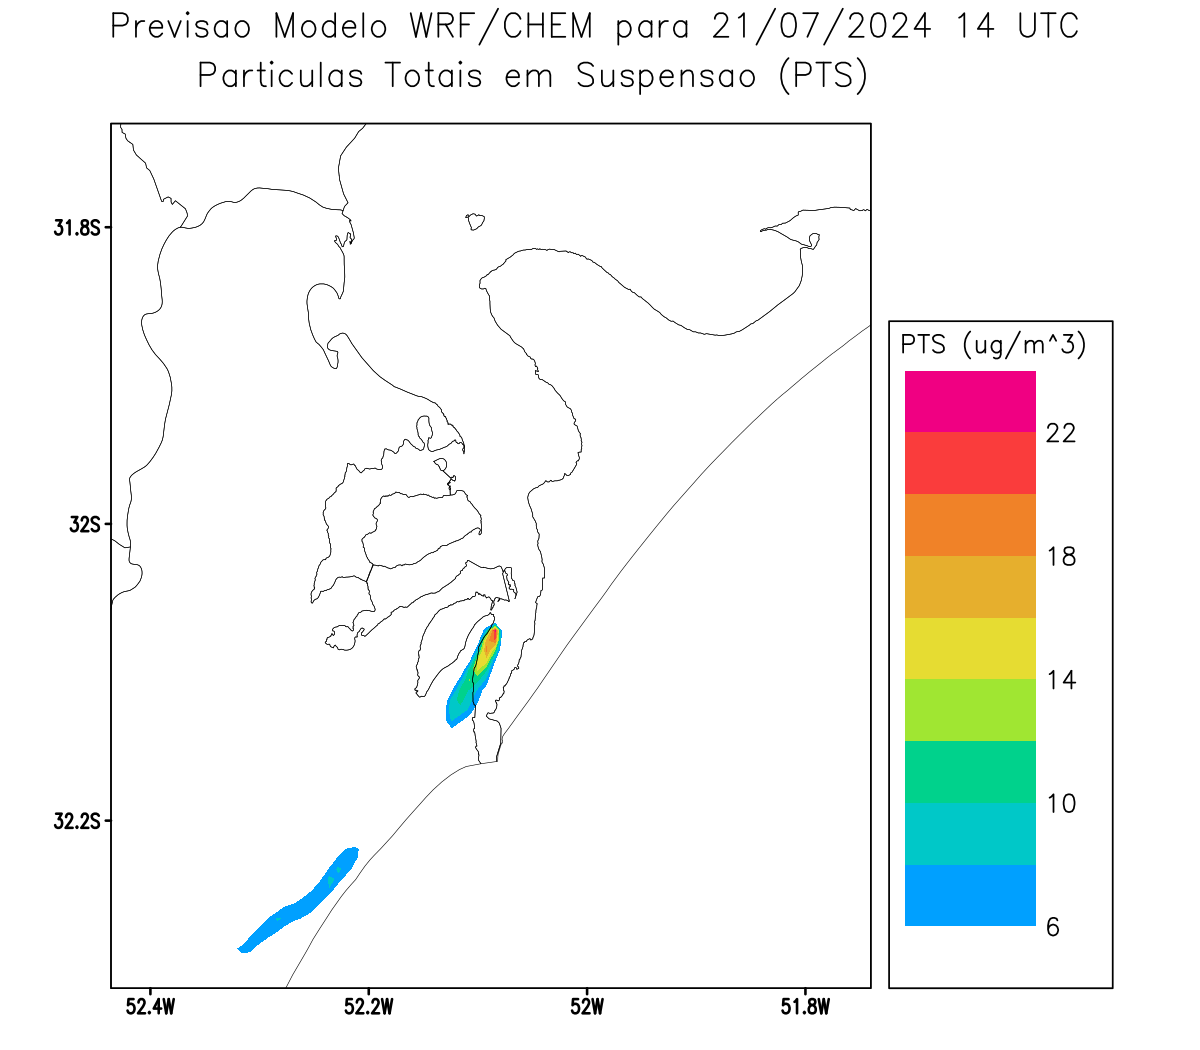 Previsao Modelo WRF/CHEM para 21/07/2024 14 UTC
Particulas Totais em Suspensao (PTS)
31.8S
32S
32.2S
52.4W
52.2W
52W
51.8W
PTS (ug/m^3)
22
18
14
10
6